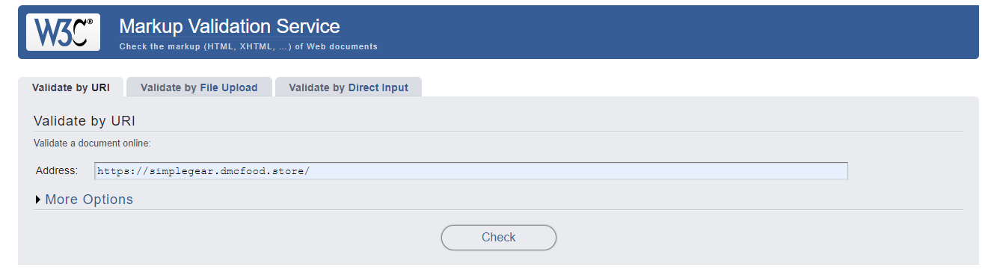 W3C®
Markup Validation Service
Check the markup (HTML, XHTML, …) of Web documents
Validate by URI
Validate by File Upload
Validate by Direct Input
Validate by URI
Validate a document online:
Address: https://simplegear.dmcfood.store/
More Options
Check